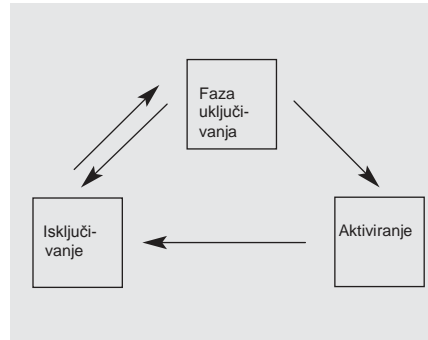 Faza
uključi-
vanja
Isključi-
vanje
Aktiviranje